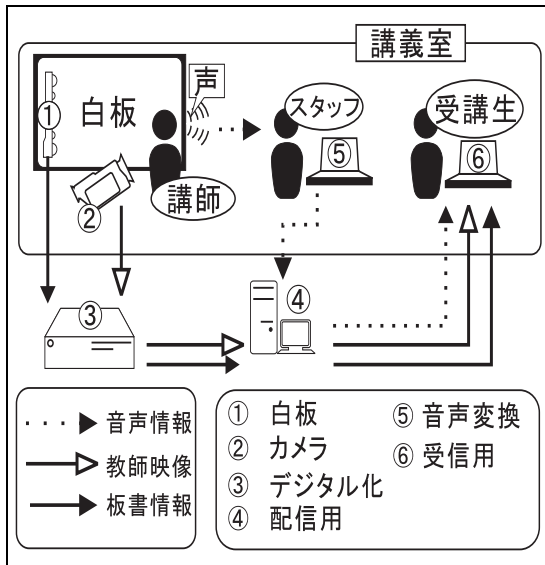 講義室
声
スタッフ
受講生
① 白板
⑤
⑥
講師
②
③
④
音声情報
教師映像
板書情報
① 白板
② カメラ
③ デジタル化
④ 配信用
⑤ 音声変換
⑥ 受信用